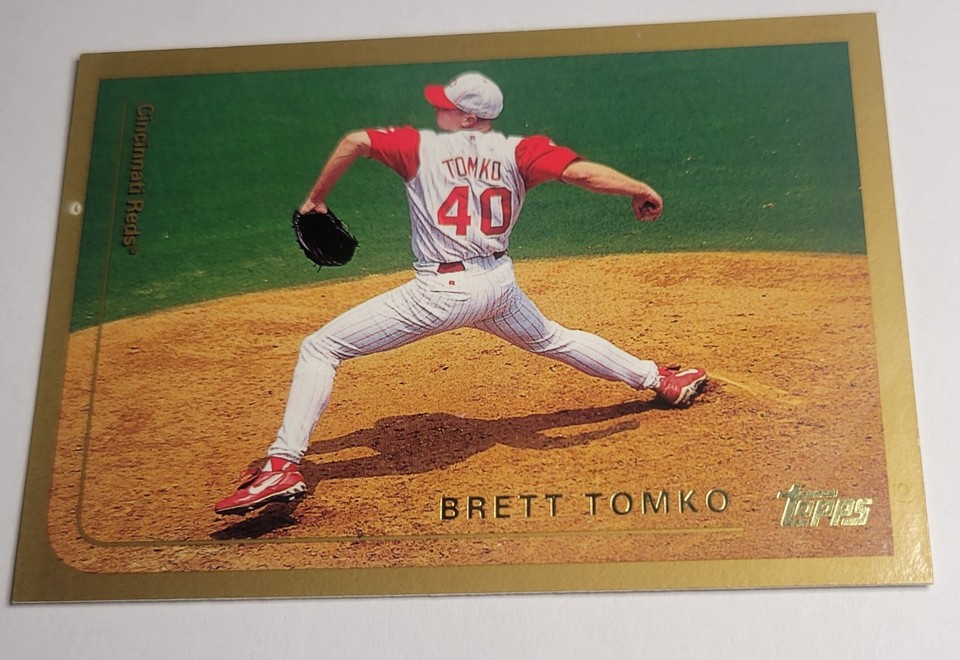 Cincinnati Reds®
TOMKO
40
BRETT TOMKO
TOPPS